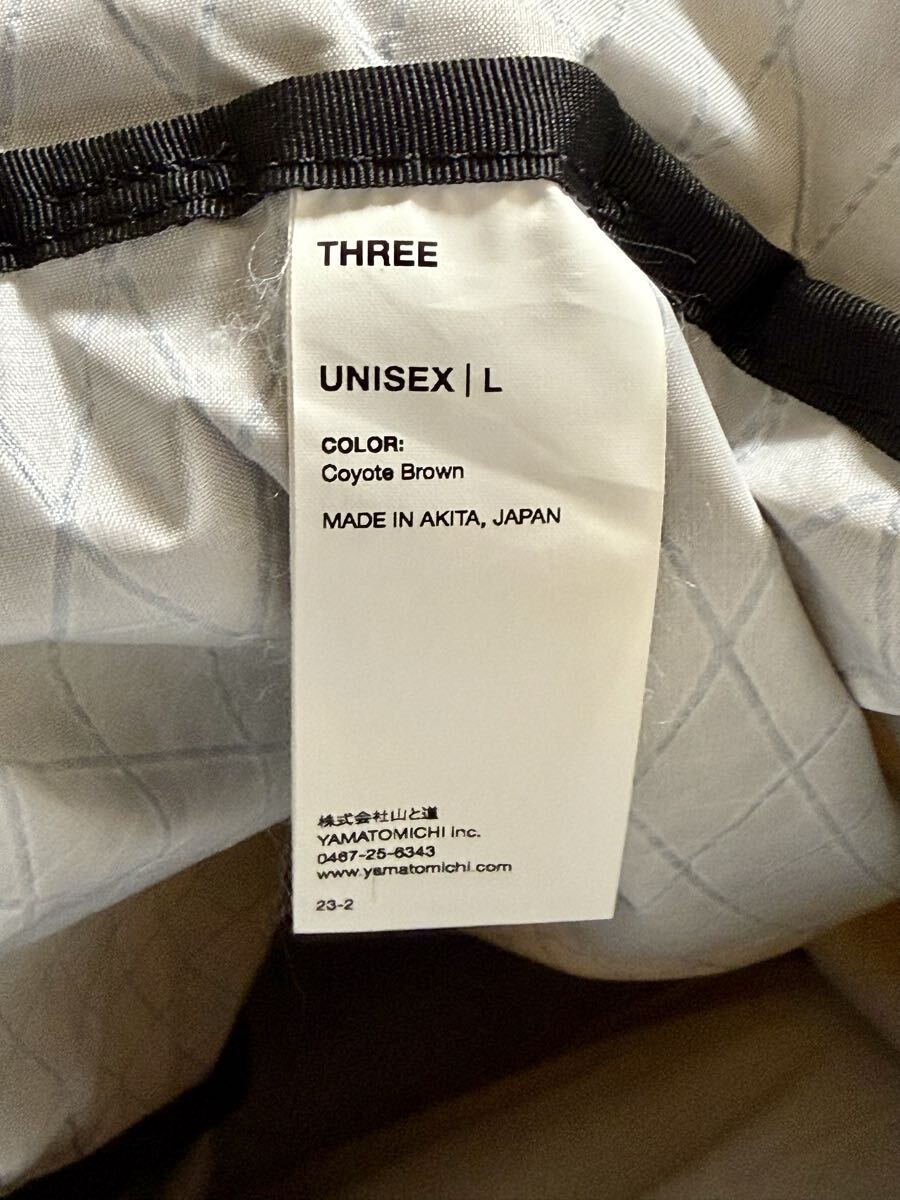 THREE
UNISEX | L
COLOR:
Coyote Brown
MADE IN AKITA, JAPAN
株式会社山と道
YAMATOMICHI inc.
0467-25-6343
www.yamatomichi.com
23-2